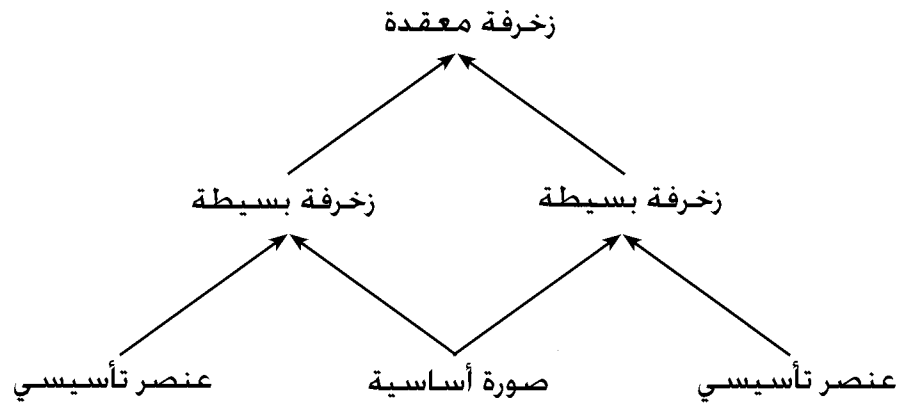 زخرفة معقدة
زخرفة بسيطة
زخرفة بسيطة
عنصر تأسيسي
صورة أساسية
عنصر تأسيسي